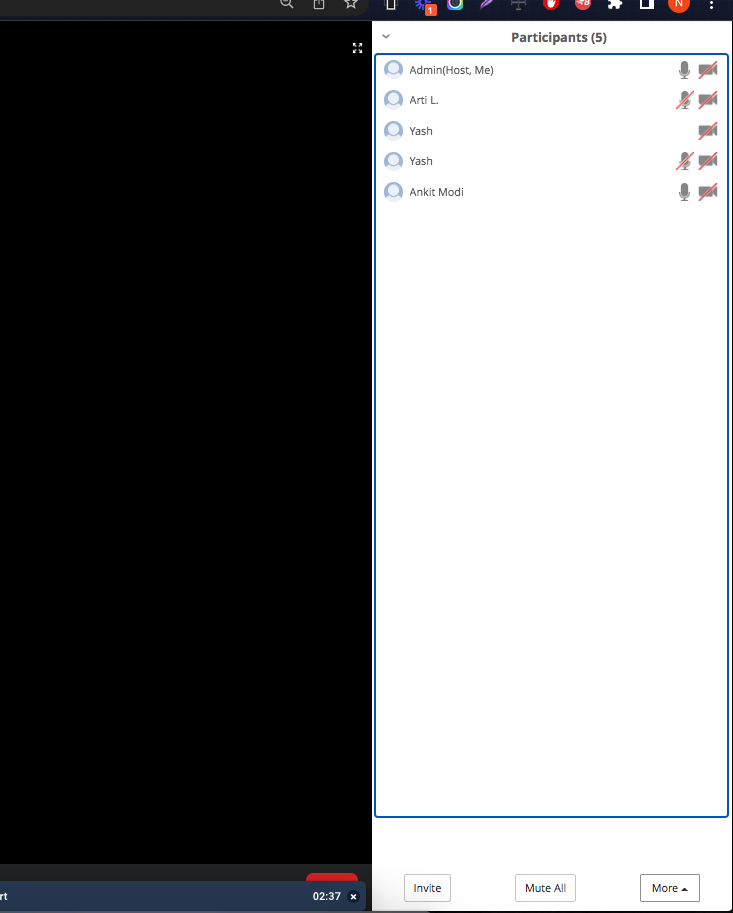 1
N
Participants (5)
Admin(Host, Me)
Arti L.
Yash
Yash
Ankit Modi
Invite
Mute All
More
rt
02:37